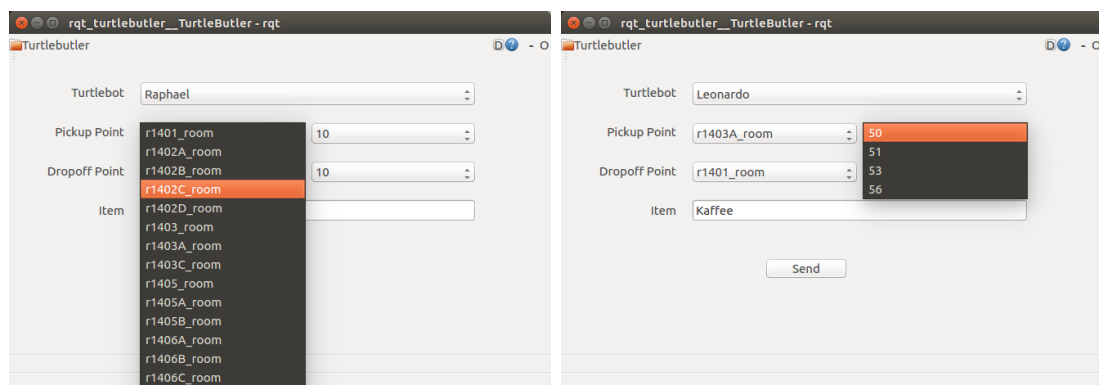 rqt_turtlebutler__TurtleButler - rqt
Turtlebutler D ? - O
Turtlebot Raphael
Pickup Point r1401_room 10
r1402A_room
Dropoff Point r1402B_room 10
r1402C_room
Item r1402D_room
r1403_room
r1403A_room
r1403C_room
r1405_room
r1405A_room
r1405B_room
r1406A_room
r1406B_room
r1406C_room
rqt_turtlebutler__TurtleButler - rqt
Turtlebutler D ? - O
Turtlebot Leonardo
Pickup Point r1403A_room 50
51
Dropoff Point r1401_room 53
56
Item Kaffee
Send